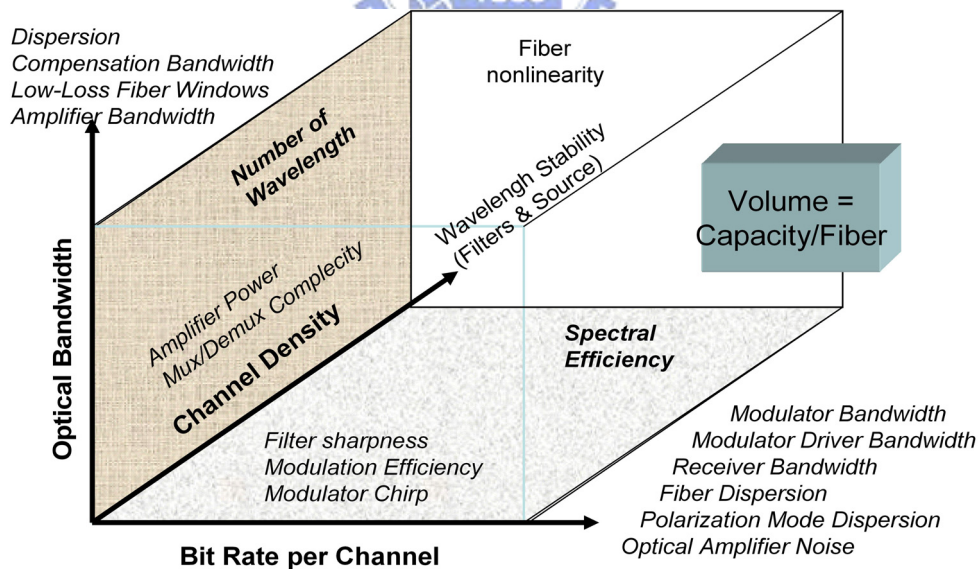 Dispersion
Compensation Bandwidth
Low-Loss Fiber Windows
Amplifier Bandwidth
Fiber
nonlinearity
Number of
Wavelength
Wavelengh Stability
(Filters & Source)
Volume =
Capacity/Fiber
Optical Bandwidth
Amplifier Power
Mux/Demux Complecity
Channel Density
Spectral
Efficiency
Filter sharpness
Modulation Efficiency
Modulator Chirp
Modulator Bandwidth
Modulator Driver Bandwidth
Receiver Bandwidth
Fiber Dispersion
Polarization Mode Dispersion
Optical Amplifier Noise
Bit Rate per Channel